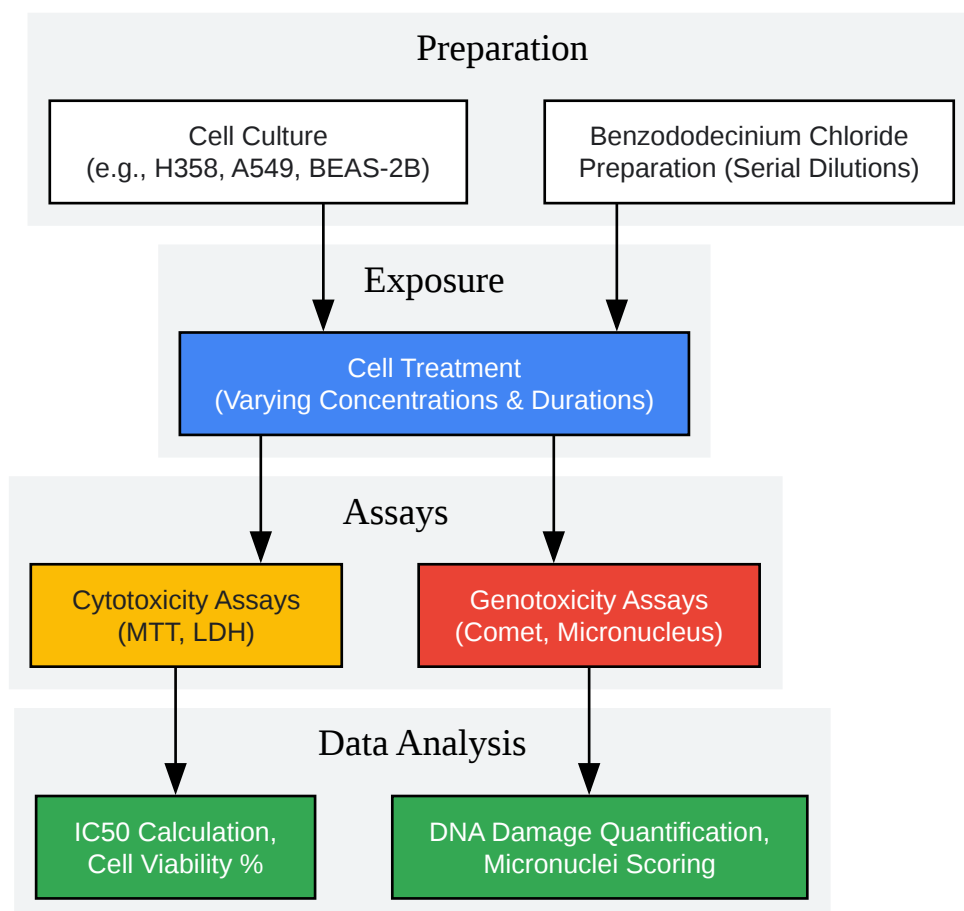 Preparation
Cell Culture
(e.g., H358, A549, BEAS-2B)
Benzododecinium Chloride
Preparation (Serial Dilutions)
Exposure
Cell Treatment
(Varying Concentrations & Durations)
Assays
Cytotoxicity Assays
(MTT, LDH)
Genotoxicity Assays
(Comet, Micronucleus)
Data Analysis
IC50 Calculation,
Cell Viability %
DNA Damage Quantification,
Micronuclei Scoring